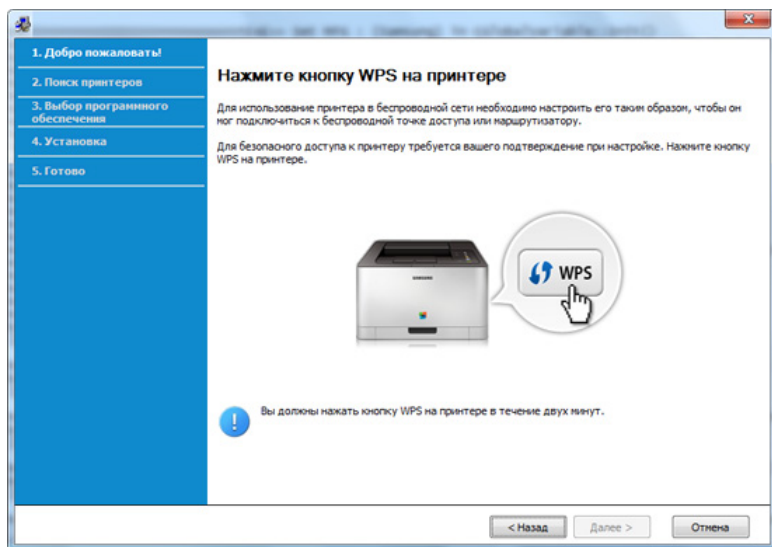 1. Добро пожаловать!
2. Поиск принтеров
3. Выбор программного
обеспечения
4. Установка
5. Готово
Нажмите кнопку WPS на принтере
Для использование принтера в беспроводной сети необходимо настроить его таким образом, чтобы он
мог подключиться к беспроводной точке доступа или маршрутизатору.
Для безопасного доступа к принтеру требуется вашего подтверждение при настройке. Нажмите кнопку
WPS на принтере.
SAMSUNG
WPS
Вы должны нажать кнопку WPS на принтере в течение двух минут.
< Назад
Далее >
Отмена